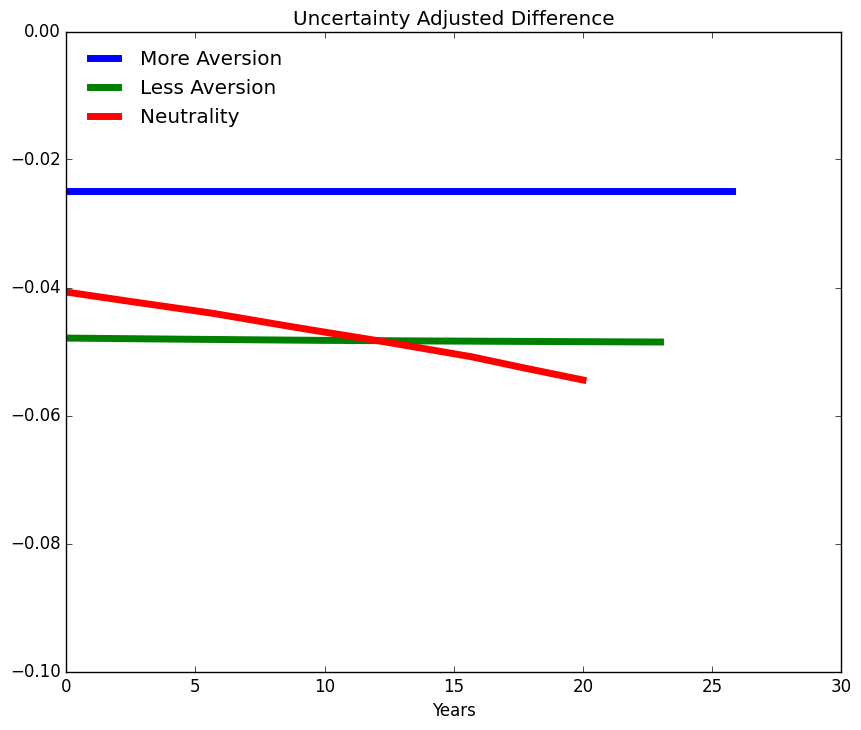 Uncertainty Adjusted Difference
0.00
More Aversion
Less Aversion
Neutrality
−0.02
−0.04
−0.06
−0.08
−0.10
0 5 10 15 20 25 30
Years